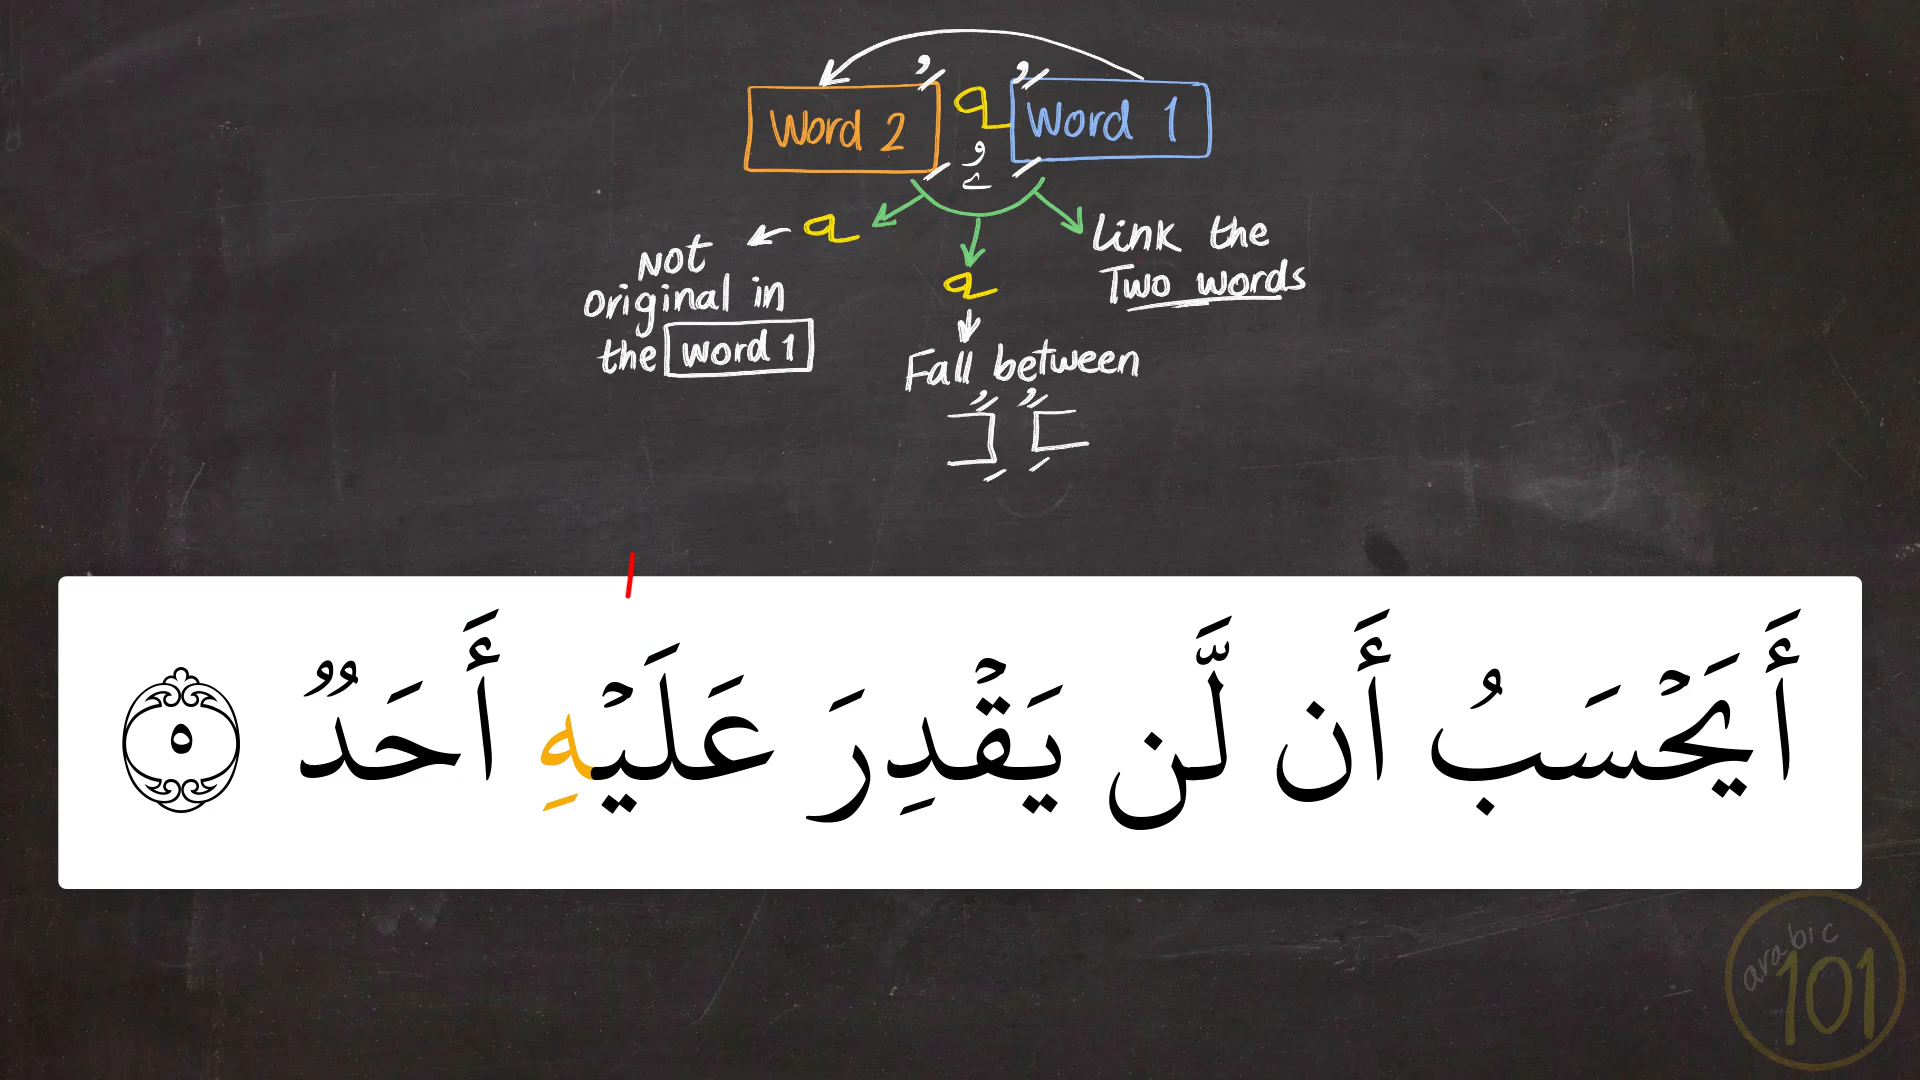 Word 2 ہ Word 1
ۥ
ے
ہ
Link the
Two words
Not
original in
the word 1
ہ
Fall between
أَيَحۡسَبُ أَن لَّن يَقۡدِرَ عَلَيۡهِ أَحَدٞ ٥
arabic
101